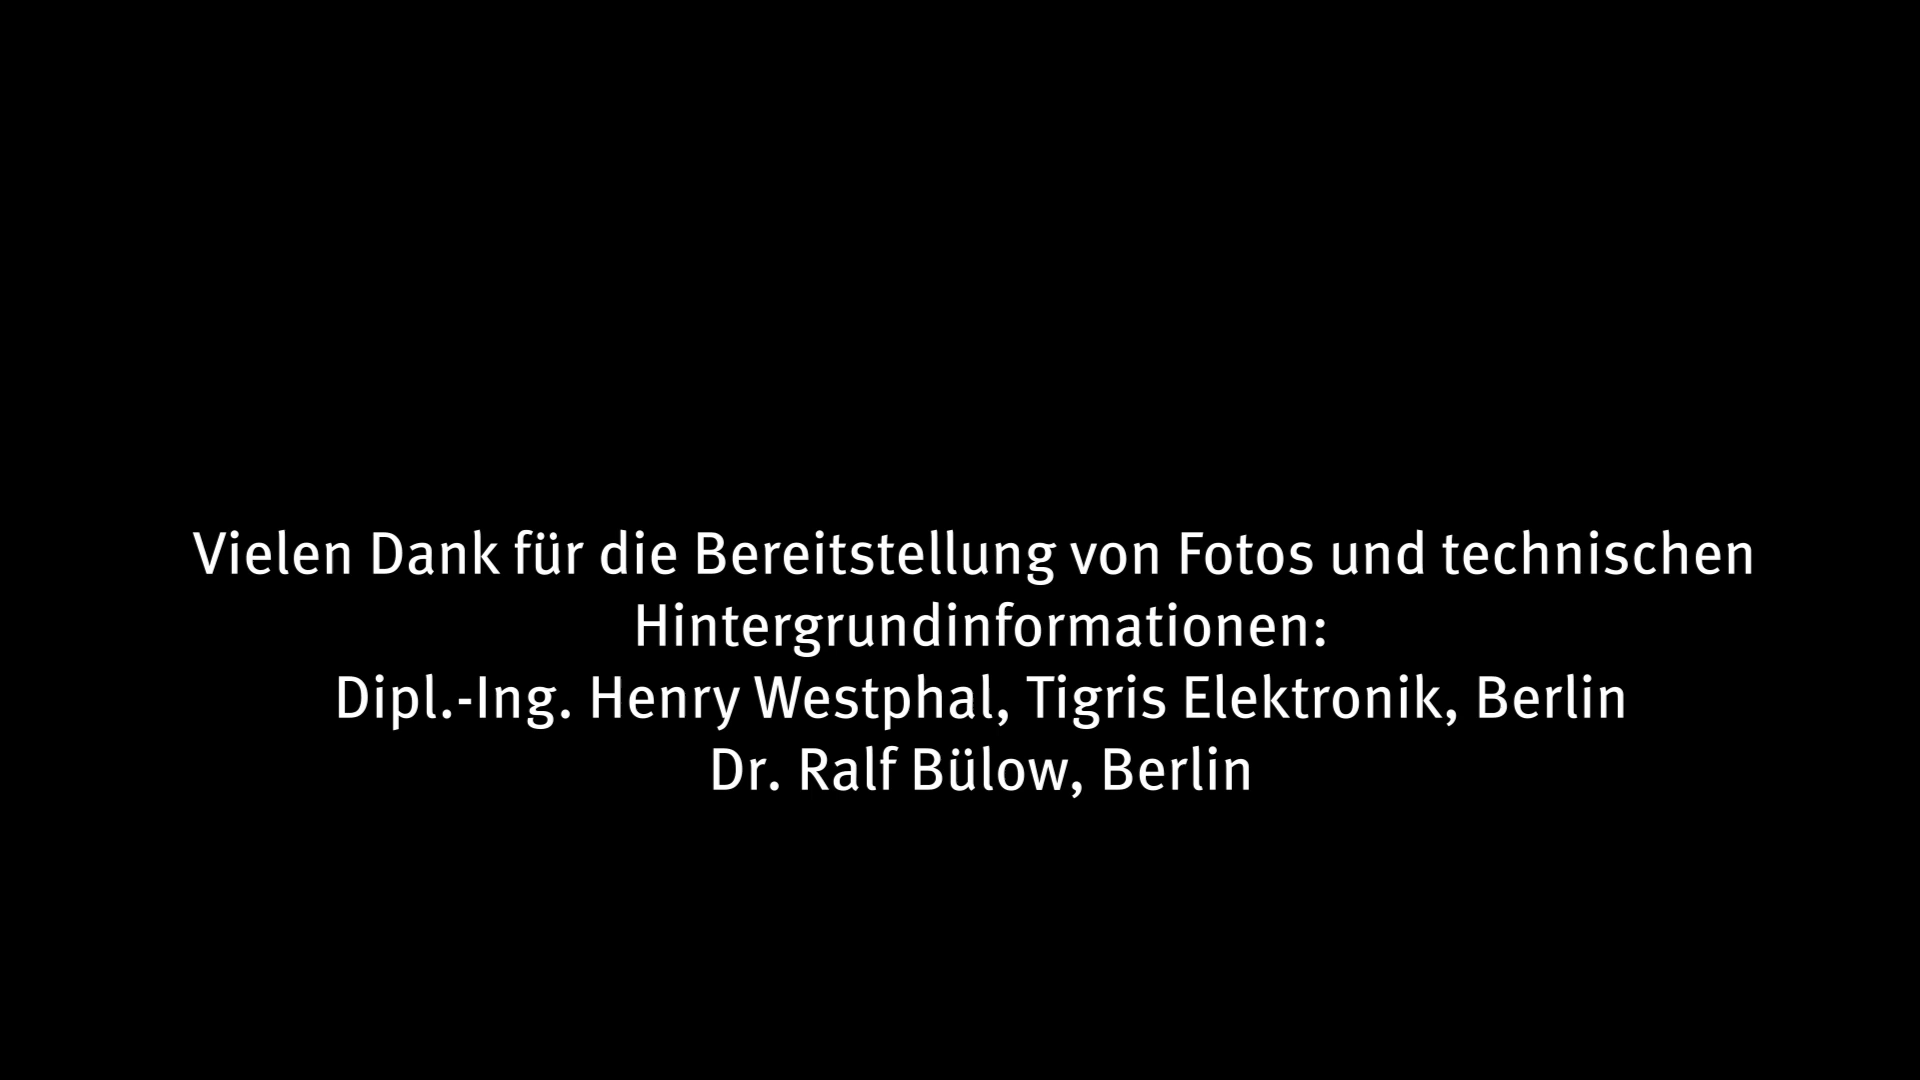 Vielen Dank für die Bereitstellung von Fotos und technischen
Hintergrundinformationen:
Dipl.-Ing. Henry Westphal, Tigris Elektronik, Berlin
Dr. Ralf Bülow, Berlin